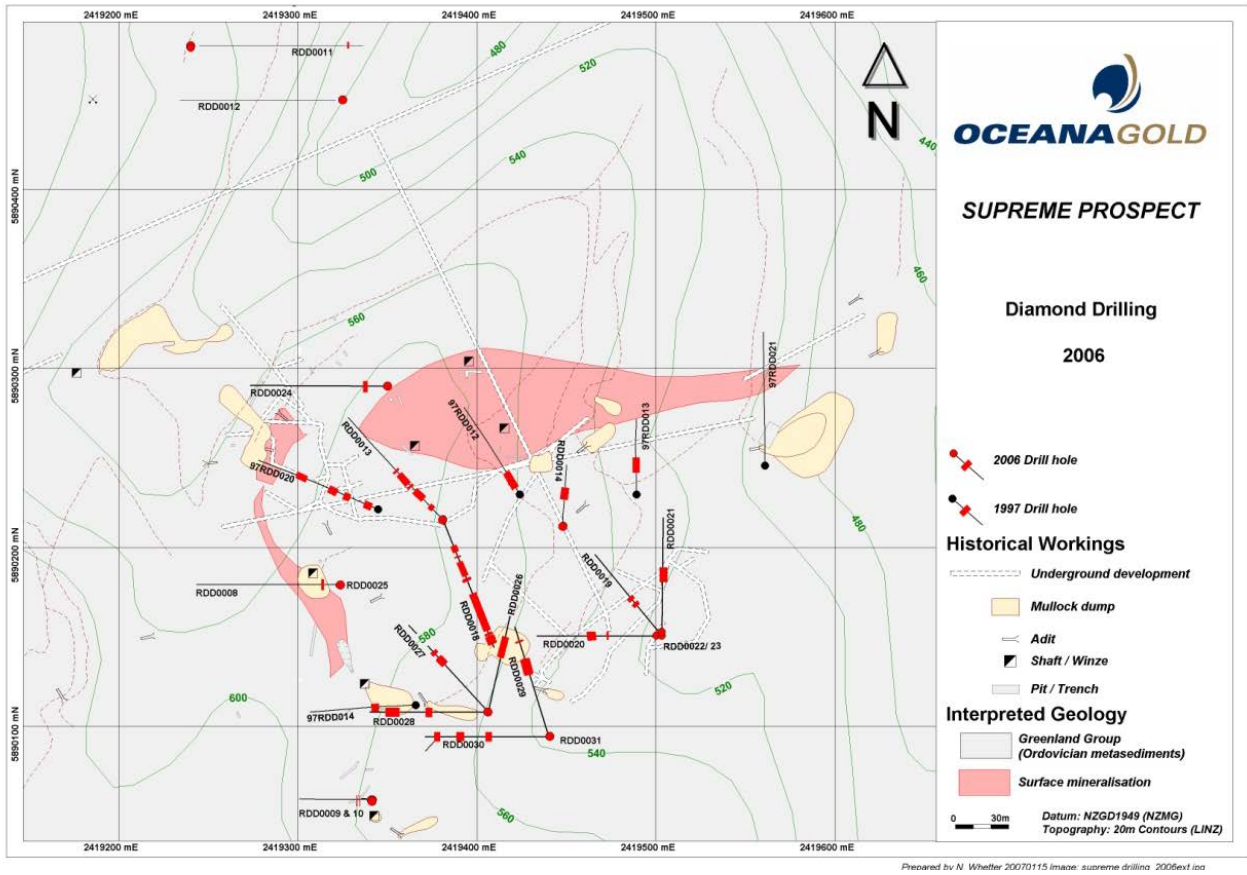 2419200 mE
2419300 mE
2419400 mE
2419500 mE
2419600 mE
RDD0011
480
520
RDD0012
N
OCEANAGOLD
440
540
500
5890400 mN
SUPREME PROSPECT
460
Diamond Drilling
560
2006
97RDD021
5890300 mN
RDD0024
97RDD012
97RDD013
RDD0013
RDD0014
2006 Drill hole
97RDD020
1997 Drill hole
480
RDD0021
Historical Workings
5890200 mN
Underground development
RDD0019
RDD0026
RDD0025
RDD0008
Mullock dump
RDD0018
580
RDD0027
RDD0020
RDD0022/ 23
Adit
Shaft / Winze
RDD0029
520
600
Pit / Trench
97RDD014
RDD0028
Interpreted Geology
5890100 mN
RDD0030
RDD0031
Greenland Group
(Ordovician metasediments)
540
Surface mineralisation
RDD0009 & 10
560
0 30m
Datum: NZGD1949 (NZMG)
Topography: 20m Contours (LINZ)
2419200 mE
2419300 mE
2419400 mE
2419500 mE
2419600 mE
Prepared by N. Whetter 20070115 Image: supreme drilling_2006ext.jpg